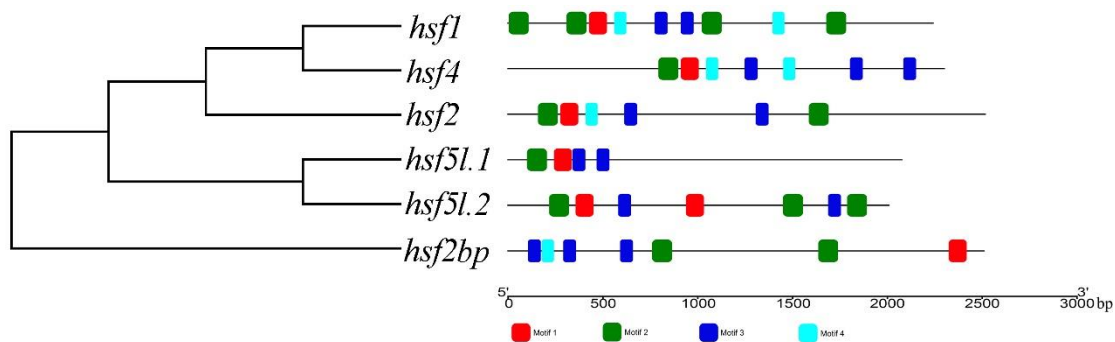 hsf1
hsf4
hsf2
hsf5l.1
hsf5l.2
hsf2bp
5' 3'
0 500 1000 1500 2000 2500 3000 bp
Motif 1 Motif 2 Motif 3 Motif 4